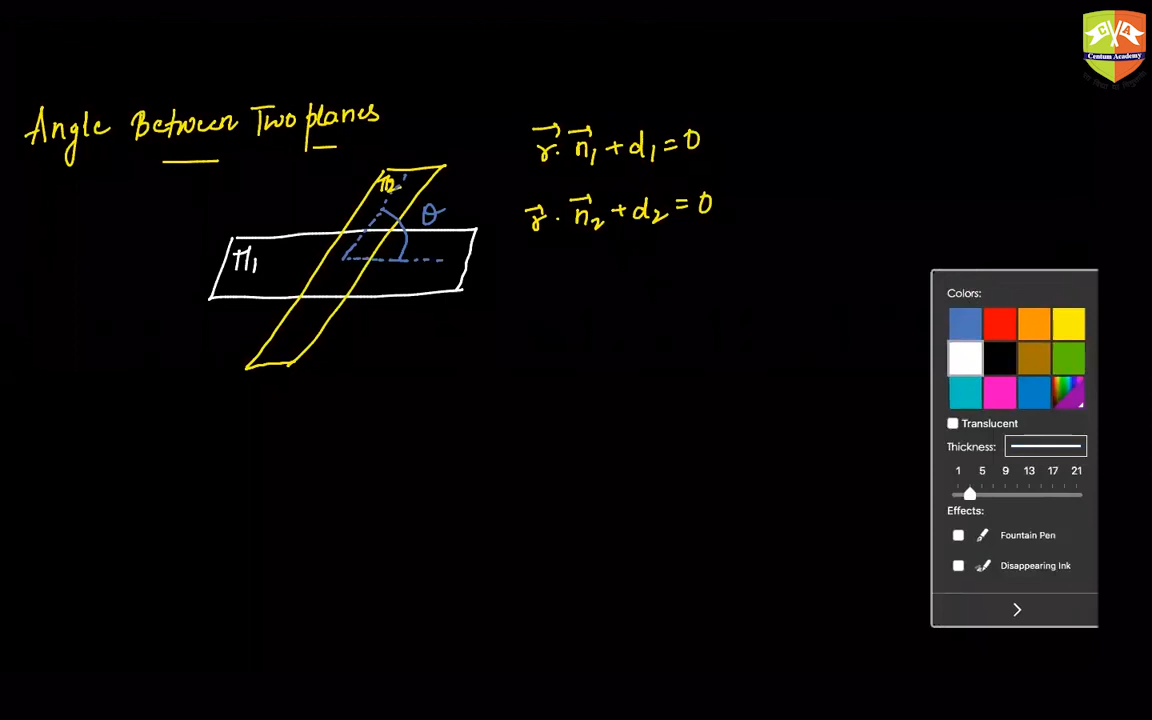 Angle Between Two planes
π₁
π₂
θ
r⃗ · n⃗₁ + d₁ = 0
r⃗ · n⃗₂ + d₂ = 0
C A
Centum Academy
Colors:
Translucent
Thickness:
1 5 9 13 17 21
Effects:
Fountain Pen
Disappearing Ink